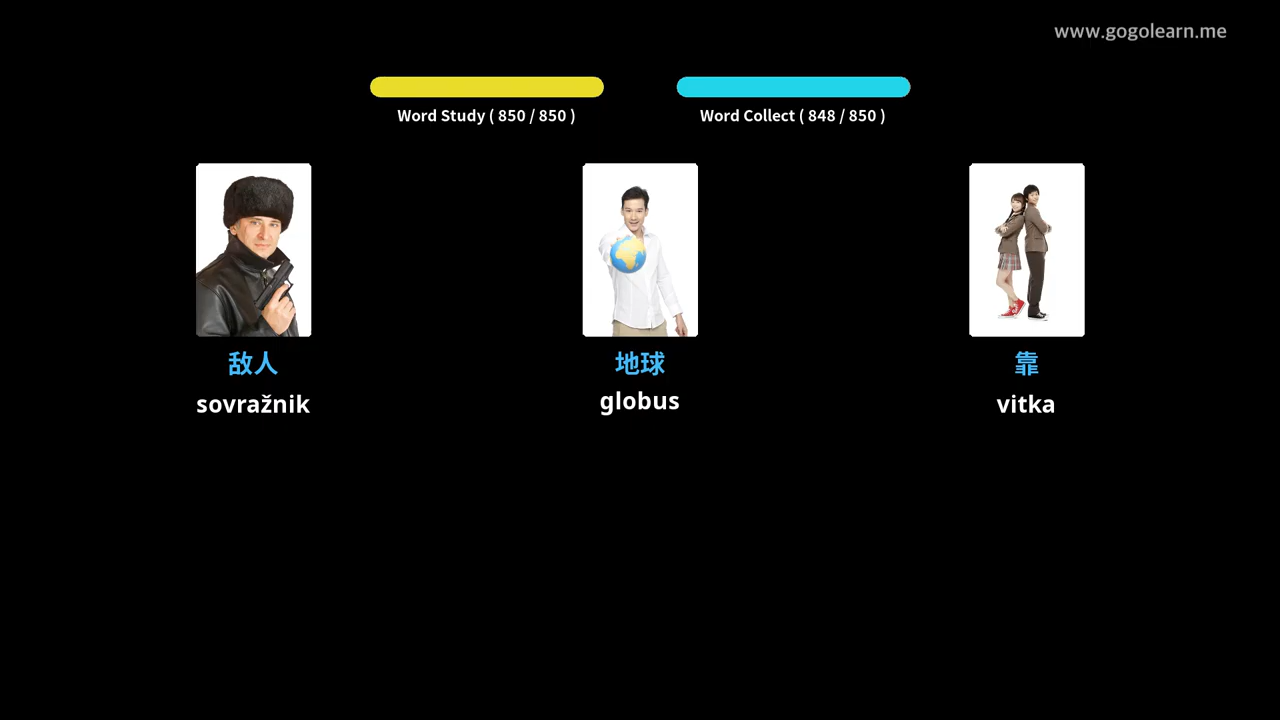 www.gogolearn.me
Word Study ( 850 / 850 )
Word Collect ( 848 / 850 )
敌人
地球
靠
sovražnik
globus
vitka